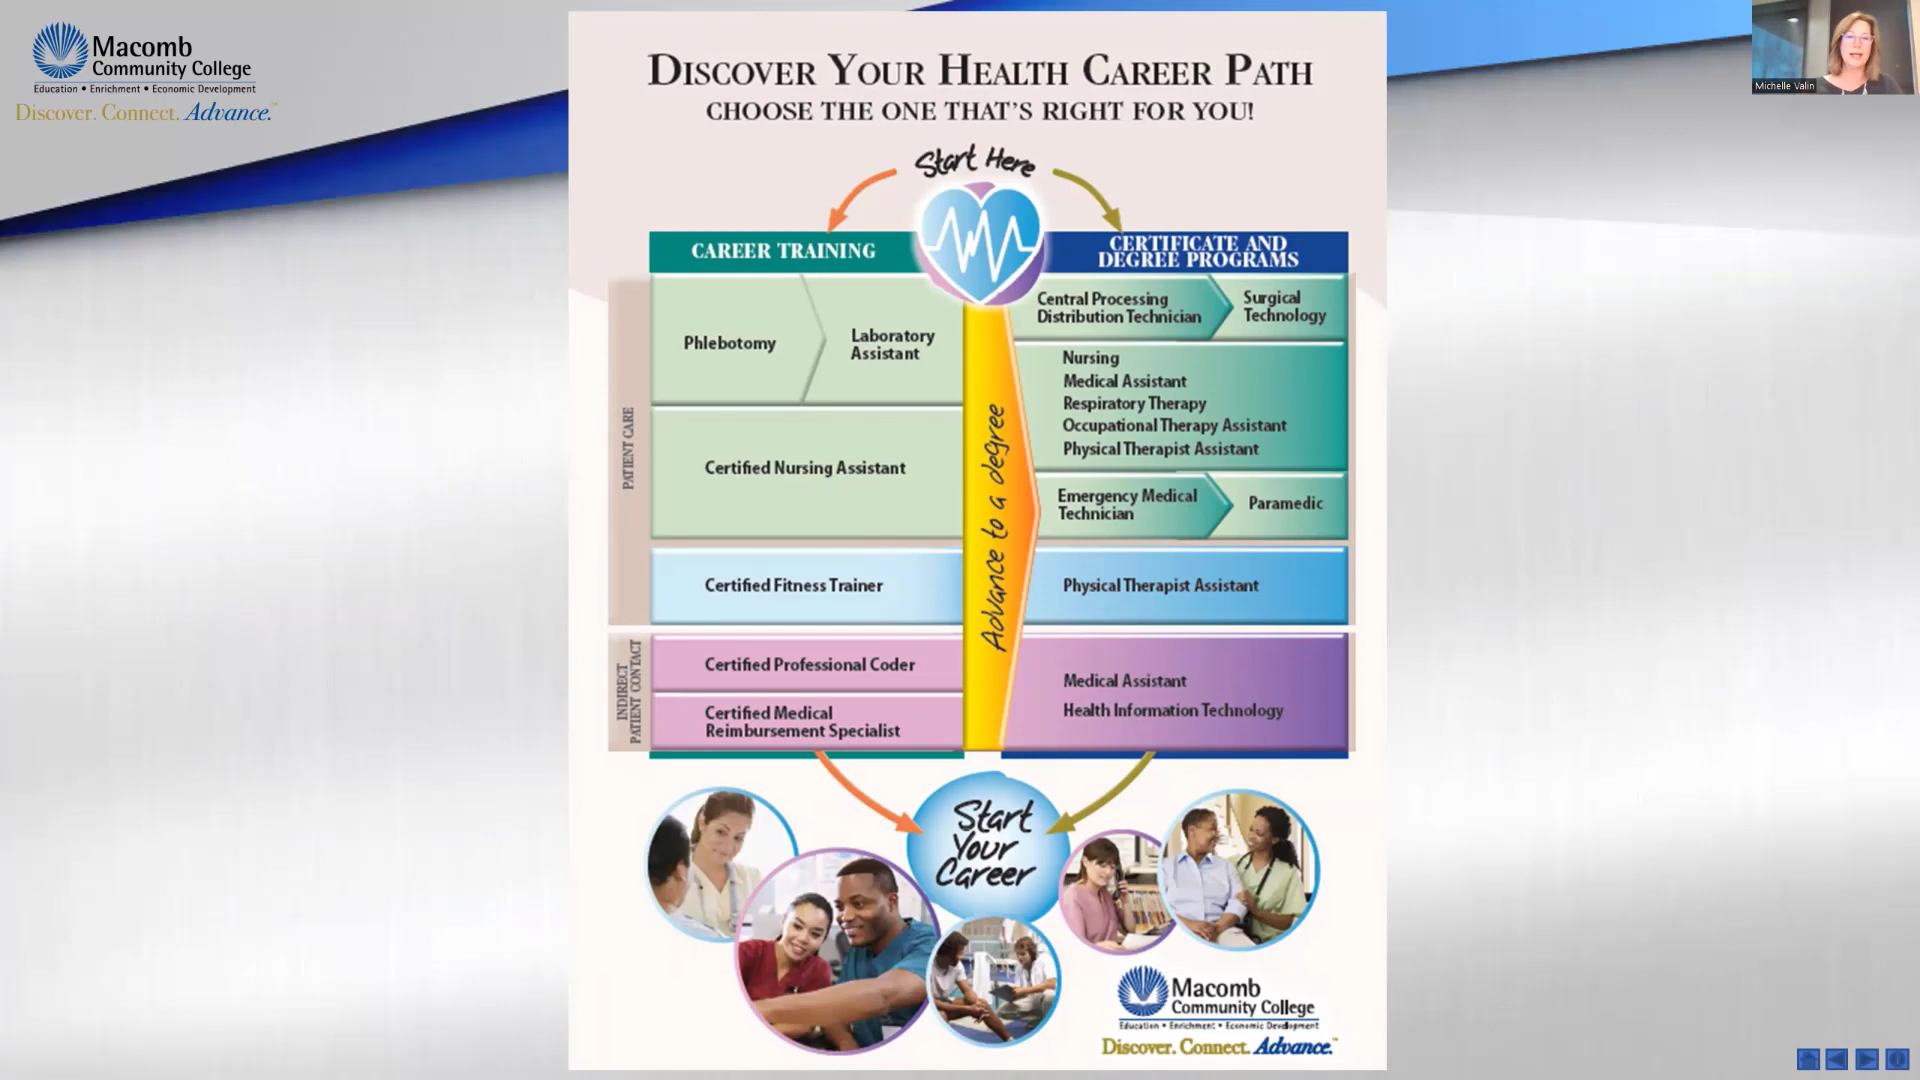 Macomb
Community College
Education • Enrichment • Economic Development
Discover. Connect. Advance.
Michelle Valin
DISCOVER YOUR HEALTH CAREER PATH
CHOOSE THE ONE THAT'S RIGHT FOR YOU!
Start Here
CAREER TRAINING
CERTIFICATE AND
DEGREE PROGRAMS
PATIENT CARE
Phlebotomy
Laboratory
Assistant
Certified Nursing Assistant
Certified Fitness Trainer
INDIRECT
PATIENT CONTACT
Certified Professional Coder
Certified Medical
Reimbursement Specialist
Advance to a degree
Central Processing
Distribution Technician
Surgical
Technology
Nursing
Medical Assistant
Respiratory Therapy
Occupational Therapy Assistant
Physical Therapist Assistant
Emergency Medical
Technician
Paramedic
Physical Therapist Assistant
Medical Assistant
Health Information Technology
Start
Your
Career
Macomb
Community College
Education • Enrichment • Economic Development
Discover. Connect. Advance.